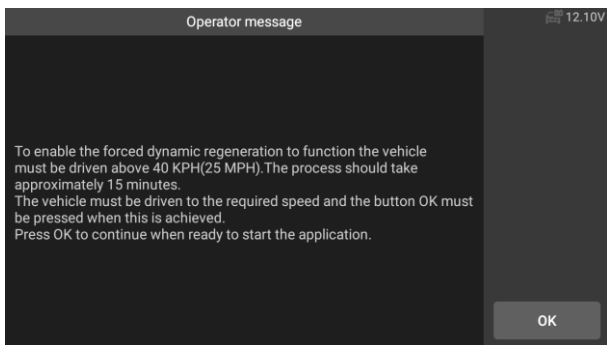 Operator message
12.10V
To enable the forced dynamic regeneration to function the vehicle
must be driven above 40 KPH(25 MPH).The process should take
approximately 15 minutes.
The vehicle must be driven to the required speed and the button OK must
be pressed when this is achieved.
Press OK to continue when ready to start the application.
OK